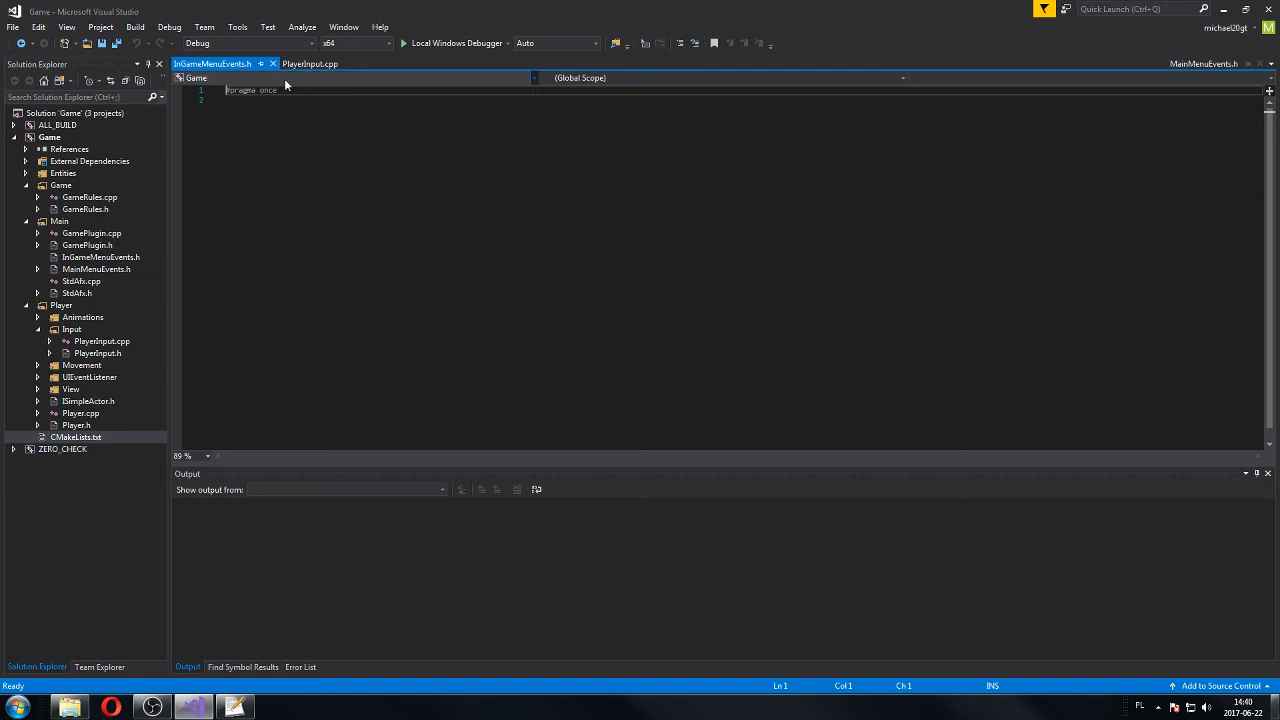 Game - Microsoft Visual Studio
Quick Launch (Ctrl+Q)
File Edit View Project Build Debug Team Tools Test Analyze Window Help
michael20gt M
Debug x64 Local Windows Debugger Auto
Solution Explorer
InGameMenuEvents.h PlayerInput.cpp MainMenuEvents.h
Game (Global Scope)
Search Solution Explorer (Ctrl+;)
Solution 'Game' (3 projects)
ALL_BUILD
Game
References
External Dependencies
Entities
Game
GameRules.cpp
GameRules.h
Main
GamePlugin.cpp
GamePlugin.h
InGameMenuEvents.h
MainMenuEvents.h
StdAfx.cpp
StdAfx.h
Player
Animations
Input
PlayerInput.cpp
PlayerInput.h
Movement
UIEventListener
View
ISimpleActor.h
Player.cpp
Player.h
CMakeLists.txt
ZERO_CHECK
1 #pragma once
2
89 %
Output
Show output from:
Solution Explorer Team Explorer
Output Find Symbol Results Error List
Ready Ln 1 Col 1 Ch 1 INS Add to Source Control
PL 14:40
2017-06-22